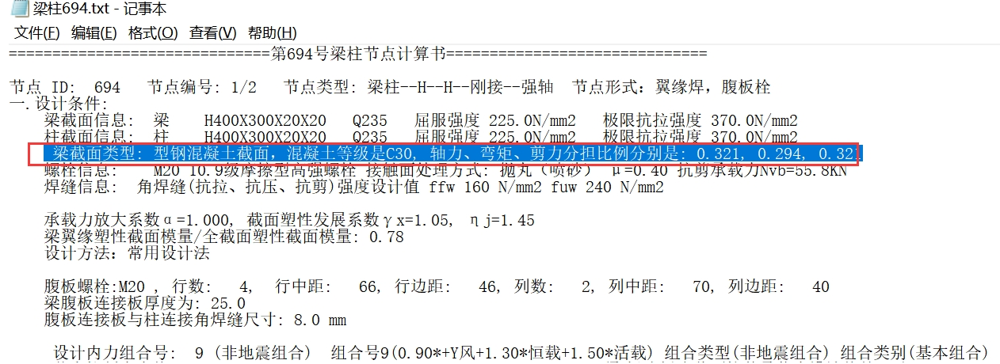 梁柱694.txt - 记事本
文件(F) 编辑(E) 格式(O) 查看(V) 帮助(H)
==============================第694号梁柱节点计算书==============================
节点 ID: 694 节点编号: 1/2 节点类型: 梁柱--H--H--刚接--强轴 节点形式: 翼缘焊, 腹板栓
一.设计条件:
梁截面信息: 梁 H400X300X20X20 Q235 屈服强度 225.0N/mm2 极限抗拉强度 370.0N/mm2
柱截面信息: 柱 H400X300X20X20 Q235 屈服强度 225.0N/mm2 极限抗拉强度 370.0N/mm2
梁截面类型: 型钢混凝土截面, 混凝土等级是C30, 轴力、弯矩、剪力分担比例分别是: 0.321, 0.294, 0.321
螺栓信息: M20 10.9级摩擦型高强螺栓 接触面处理方式: 抛丸（喷砂） μ=0.40 抗剪承载力Nvb=55.8KN
焊缝信息: 角焊缝(抗拉、抗压、抗剪)强度设计值 ffw 160 N/mm2 fuw 240 N/mm2
承载力放大系数α=1.000, 截面塑性发展系数γx=1.05, ηj=1.45
梁翼缘塑性截面模量/全截面塑性截面模量: 0.78
设计方法: 常用设计法
腹板螺栓:M20 , 行数: 4, 行中距: 66, 行边距: 46, 列数: 2, 列中距: 70, 列边距: 40
梁腹板连接板厚度为: 25.0
腹板连接板与柱连接角焊缝尺寸: 8.0 mm
设计内力组合号: 9 (非地震组合) 组合号9(0.90*+Y风+1.30*恒载+1.50*活载) 组合类型(非地震组合) 组合类别(基本组合)